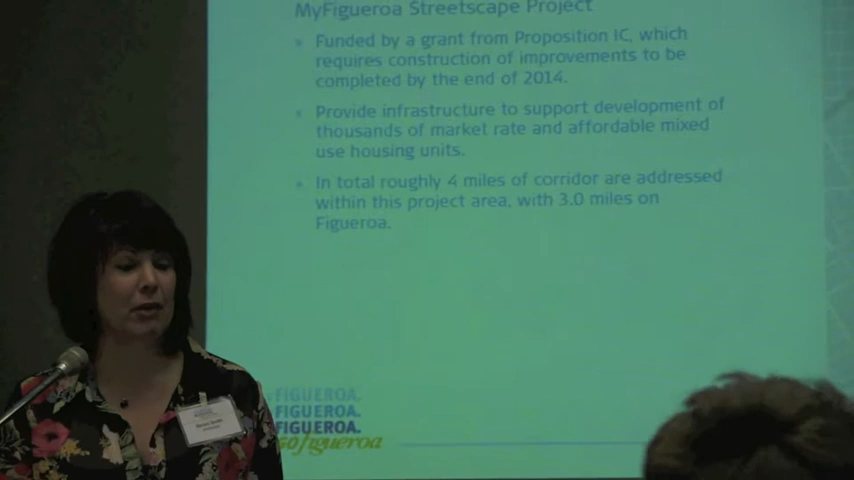 MyFigueroa Streetscape Project
Funded by a grant from Proposition IC, which
requires construction of improvements to be
completed by the end of 2014.
Provide infrastructure to support development of
thousands of market rate and affordable mixed
use housing units.
In total roughly 4 miles of corridor are addressed
within this project area, with 3.0 miles on
Figueroa.
FIGUEROA.
FIGUEROA.
FIGUEROA.
gofigueroa